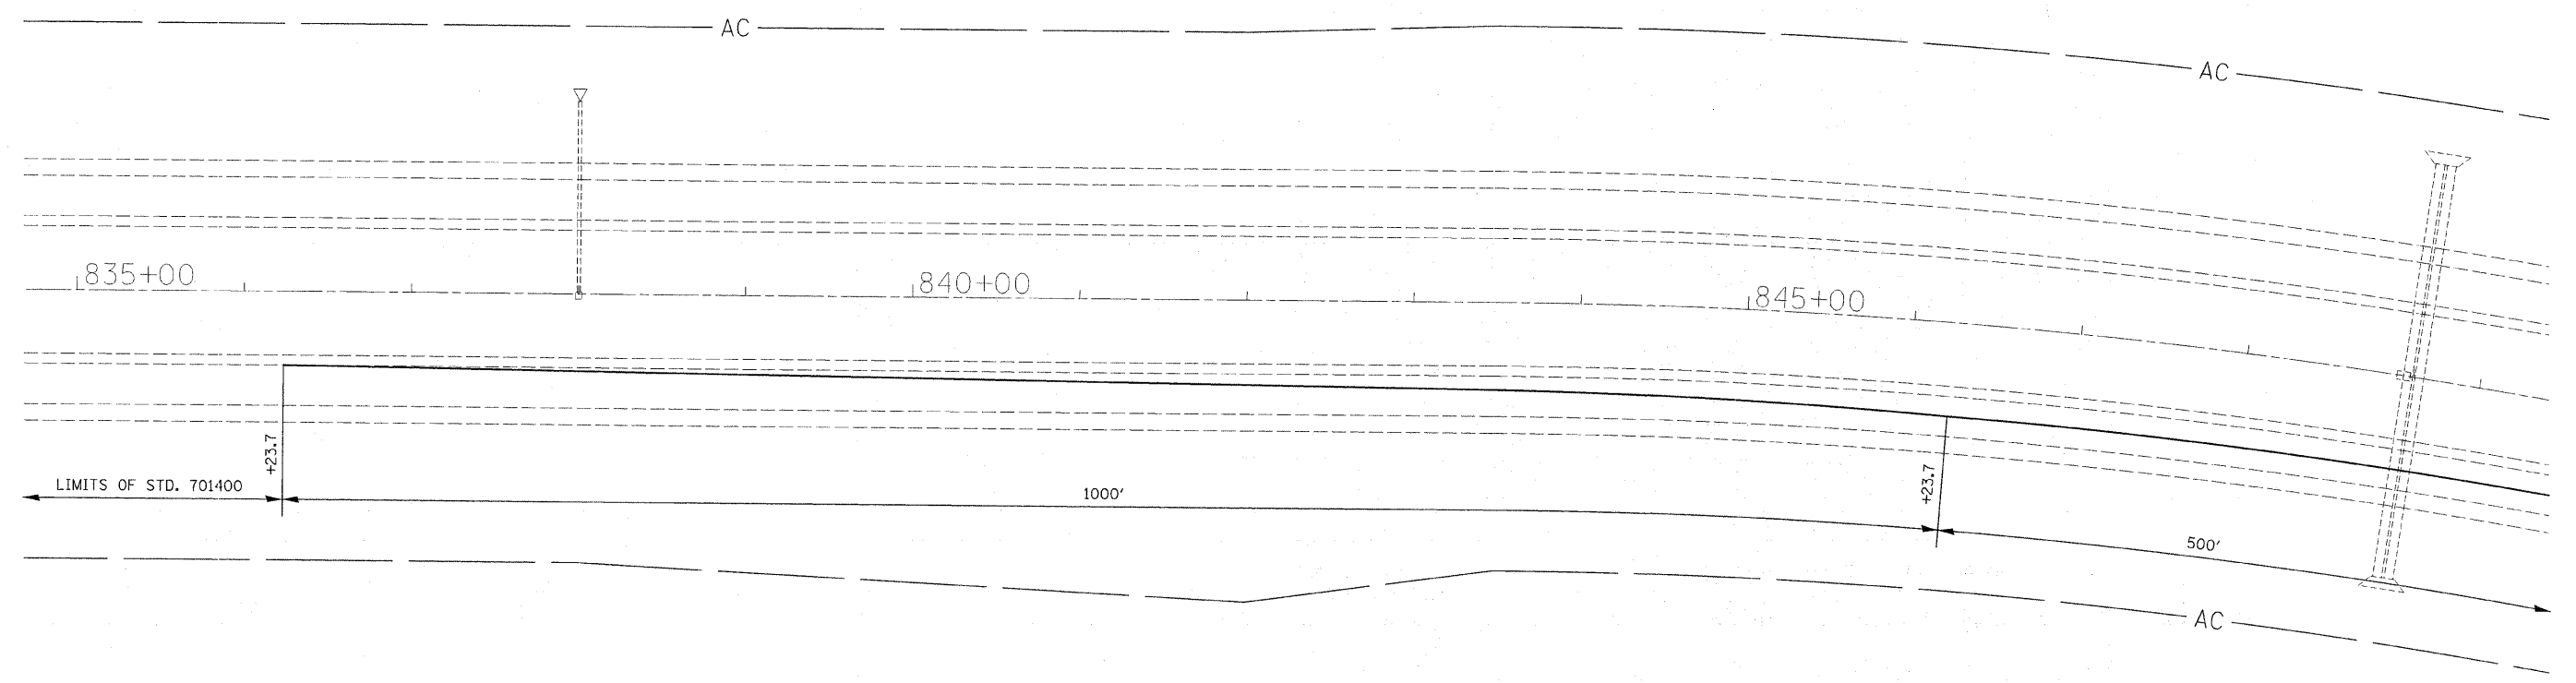 AC
AC
835+00
840+00
845+00
+23.7
+23.7
LIMITS OF STD. 701400
1000'
500'
AC